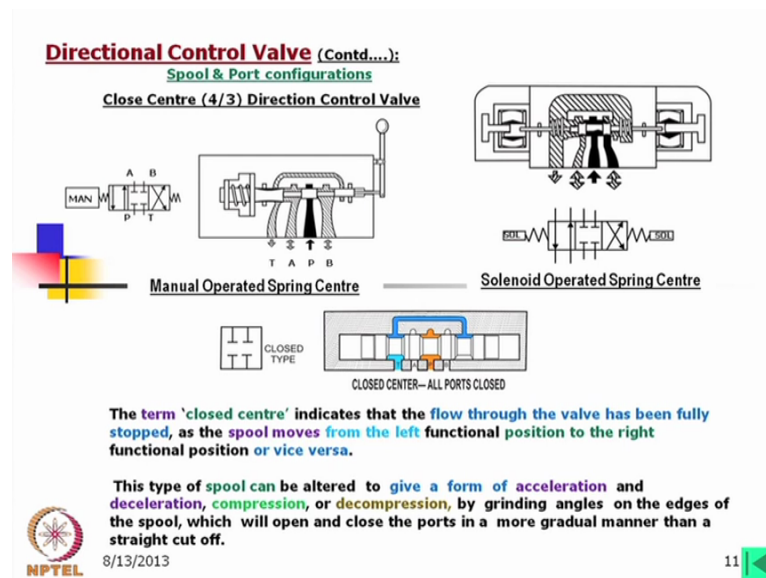 Directional Control Valve (Contd....):
Spool & Port configurations
Close Centre (4/3) Direction Control Valve
A B
MAN
P T
T A P B
Manual Operated Spring Centre
SOL
SOL
Solenoid Operated Spring Centre
CLOSED
TYPE
CLOSED CENTER—ALL PORTS CLOSED
The term ‘closed centre’ indicates that the flow through the valve has been fully
stopped, as the spool moves from the left functional position to the right
functional position or vice versa.
This type of spool can be altered to give a form of acceleration and
deceleration, compression, or decompression, by grinding angles on the edges of
the spool, which will open and close the ports in a more gradual manner than a
straight cut off.
NPTEL
8/13/2013
11